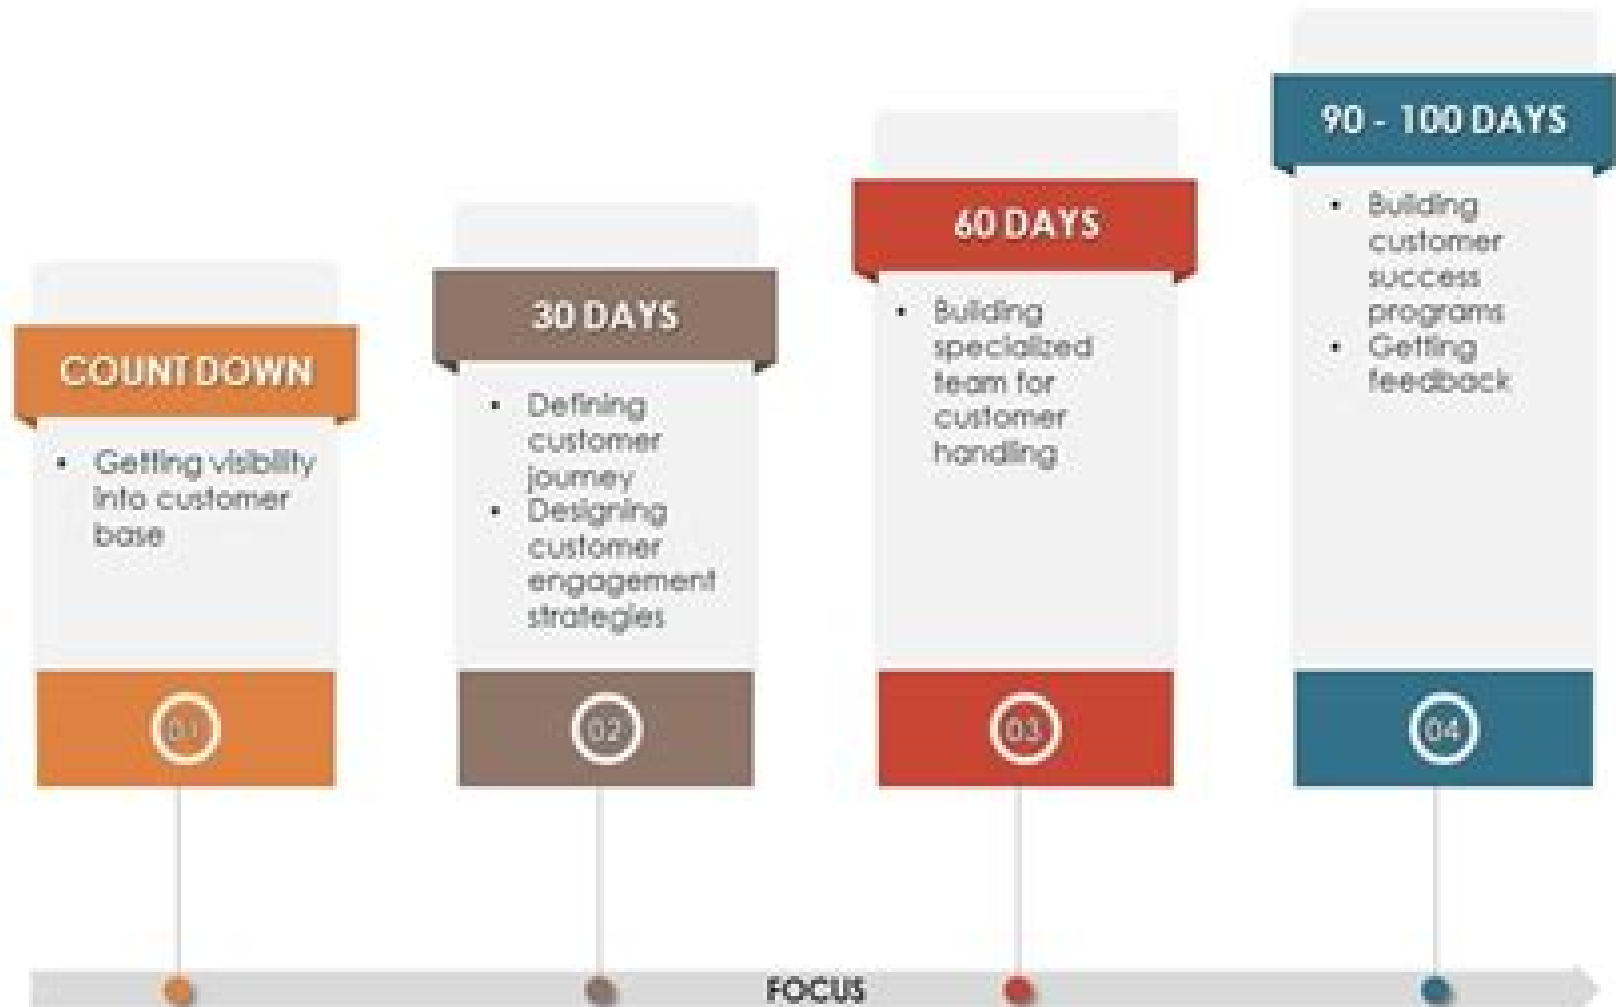 COUNT DOWN
• Getting visibility
into customer
base
01
30 DAYS
• Defining
customer
journey
• Designing
customer
engagement
strategies
02
60 DAYS
• Building
specialized
team for
customer
handling
03
90 - 100 DAYS
• Building
customer
success
programs
• Getting
feedback
04
FOCUS